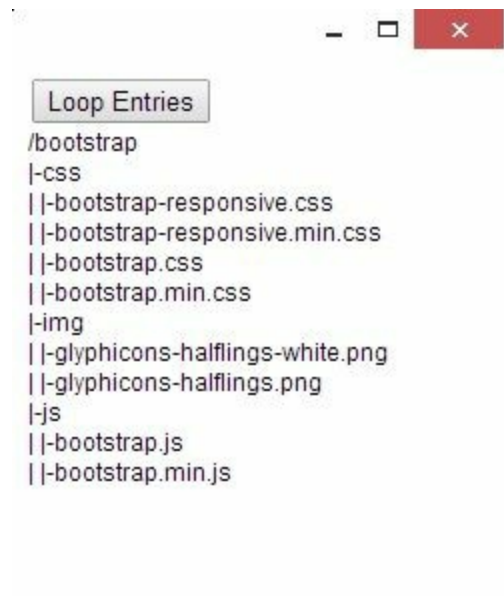 Loop Entries
/bootstrap
|-css
| |-bootstrap-responsive.css
| |-bootstrap-responsive.min.css
| |-bootstrap.css
| |-bootstrap.min.css
|-img
| |-glyphicons-halflings-white.png
| |-glyphicons-halflings.png
|-js
| |-bootstrap.js
| |-bootstrap.min.js